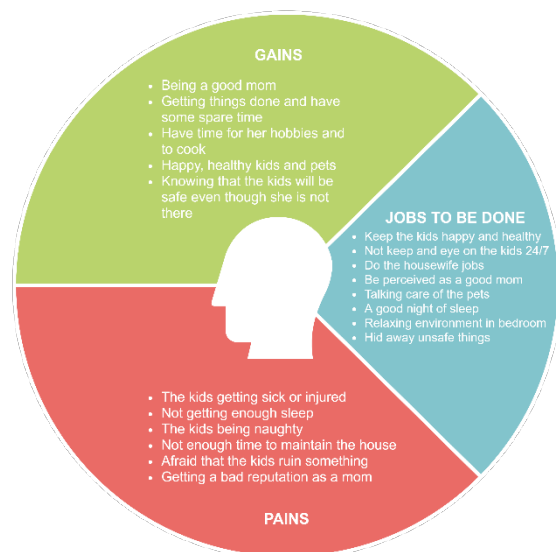 GAINS
• Being a good mom
• Getting things done and have
some spare time
• Have time for her hobbies and
to cook
• Happy, healthy kids and pets
• Knowing that the kids will be
safe even though she is not
there
JOBS TO BE DONE
• Keep the kids happy and healthy
• Not keep and eye on the kids 24/7
• Do the housewife jobs
• Be perceived as a good mom
• Talking care of the pets
• A good night of sleep
• Relaxing environment in bedroom
• Hid away unsafe things
• The kids getting sick or injured
• Not getting enough sleep
• The kids being naughty
• Not enough time to maintain the house
• Afraid that the kids ruin something
• Getting a bad reputation as a mom
PAINS